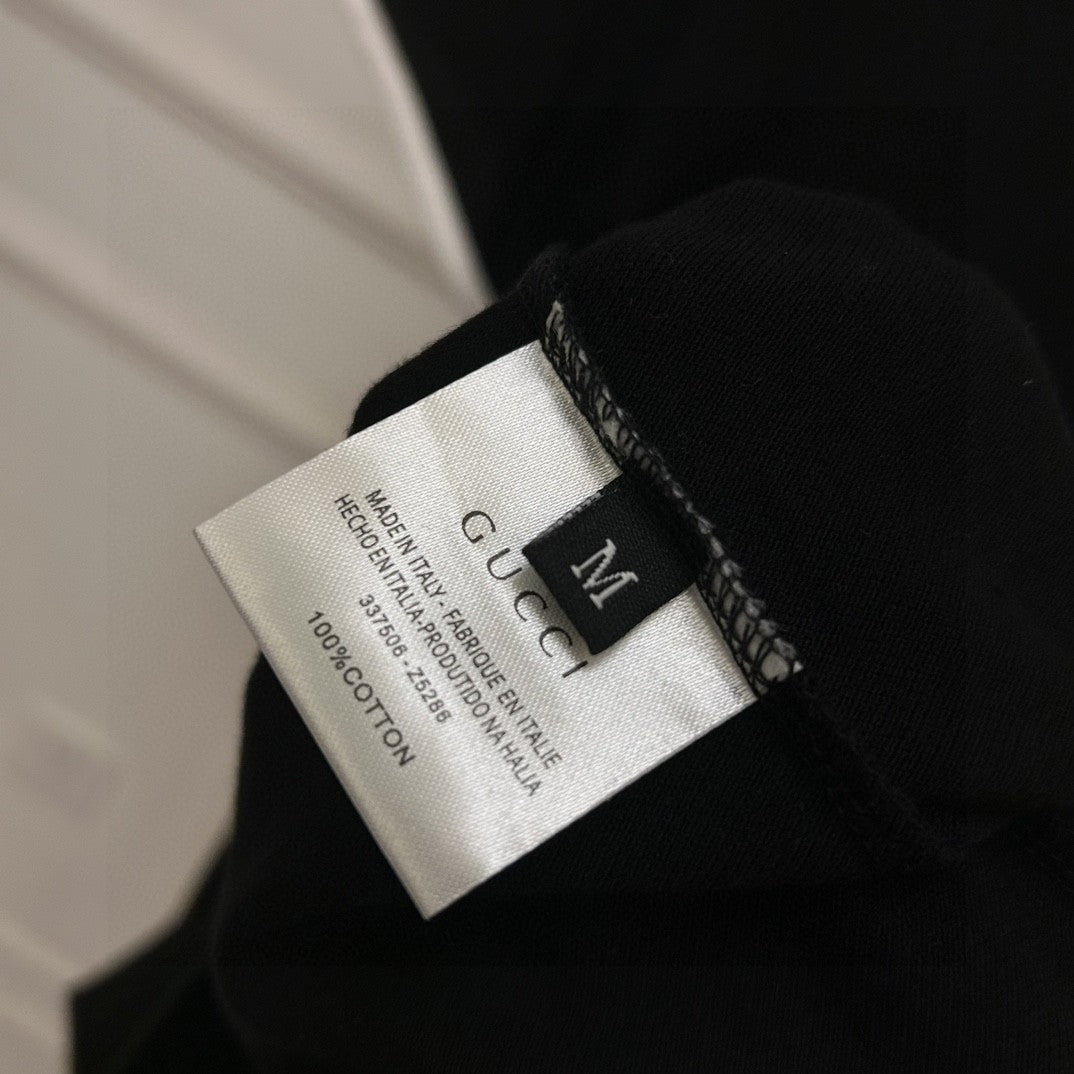 M
GUCCI
MADE IN ITALY - FABRIQUE EN ITALIE
HECHO EN ITALIA-PRODUTIDO NA HALIA
337506 - Z5286
100%COTTON